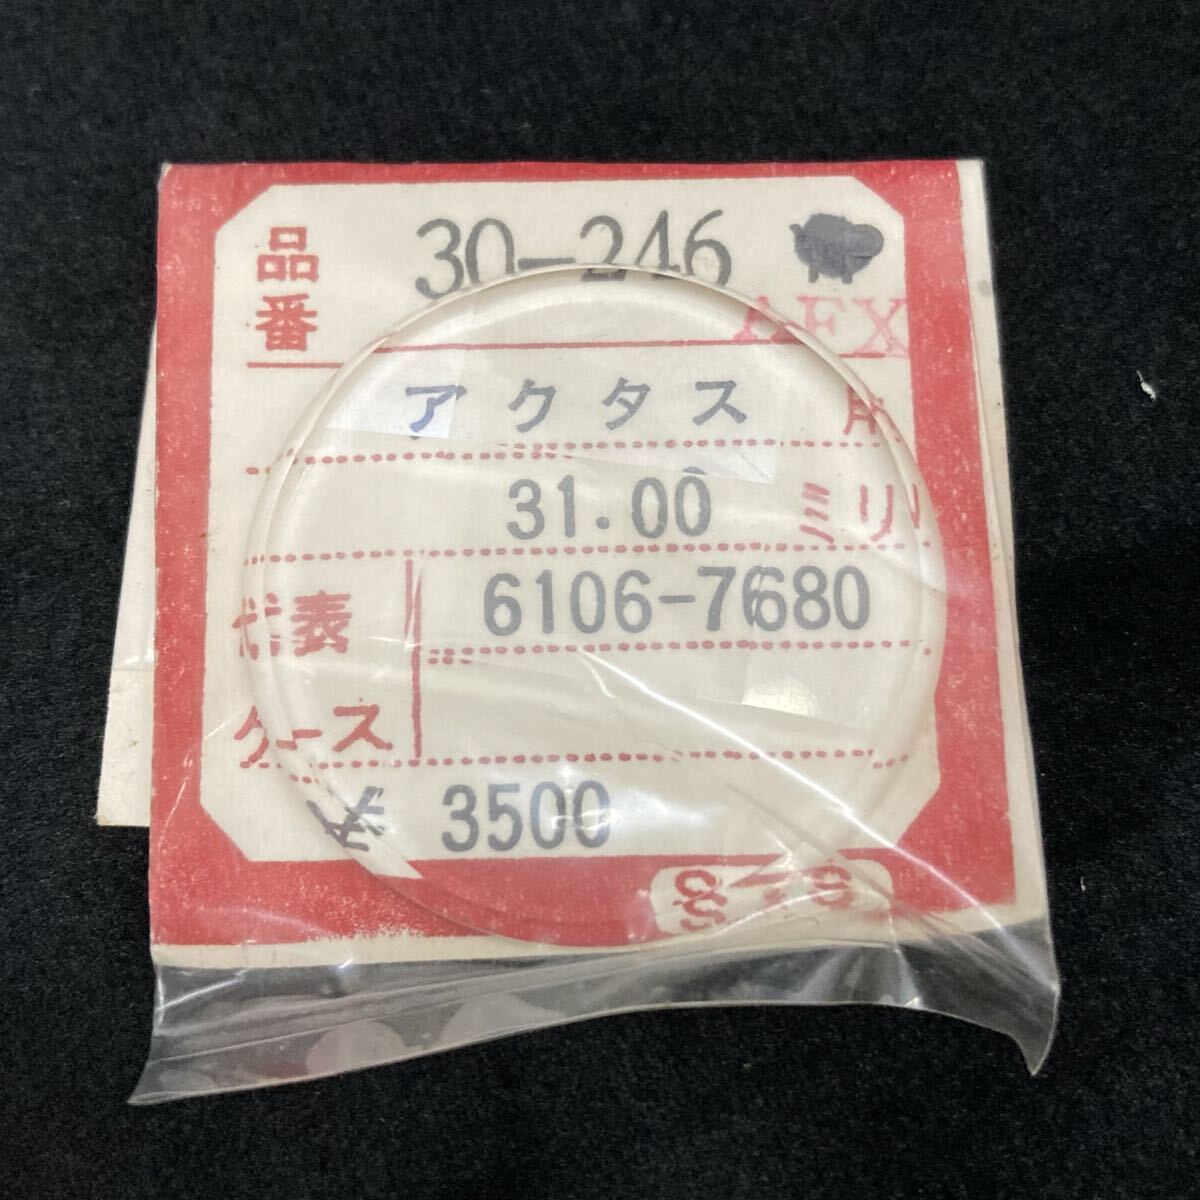 品番 30-246
AFX
アクタス 用
31.00 ミリ
代表ケース 6106-7680
¥ 3500